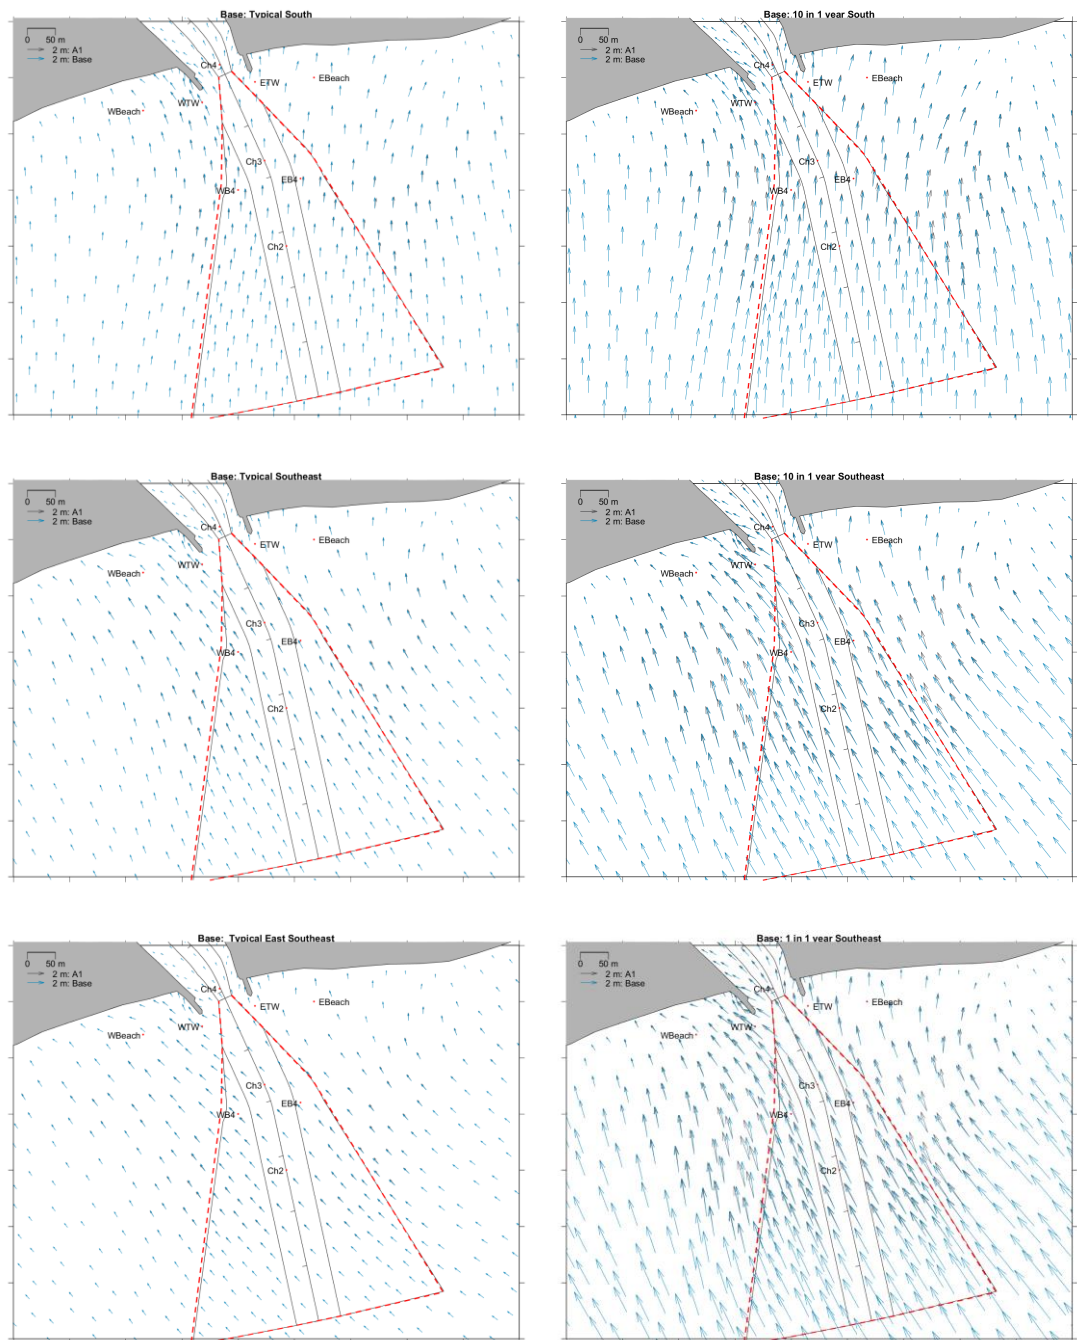 Base: Typical South
0 50 m
2 m: A1
2 m: Base
Ch4
ETW
EBeach
WTW
WBeach
Ch3
EB4
WB4
Ch2
Base: 10 in 1 year South
0 50 m
2 m: A1
2 m: Base
Ch4
ETW
EBeach
WTW
WBeach
Ch3
EB4
WB4
Ch2
Base: Typical Southeast
0 50 m
2 m: A1
2 m: Base
Ch4
ETW
EBeach
WTW
WBeach
Ch3
EB4
WB4
Ch2
Base: 10 in 1 year Southeast
0 50 m
2 m: A1
2 m: Base
Ch4
ETW
EBeach
WTW
WBeach
Ch3
EB4
WB4
Ch2
Base: Typical East Southeast
0 50 m
2 m: A1
2 m: Base
Ch4
ETW
EBeach
WTW
WBeach
Ch3
EB4
WB4
Ch2
Base: 1 in 1 year Southeast
0 50 m
2 m: A1
2 m: Base
Ch4
ETW
EBeach
WTW
WBeach
Ch3
EB4
WB4
Ch2